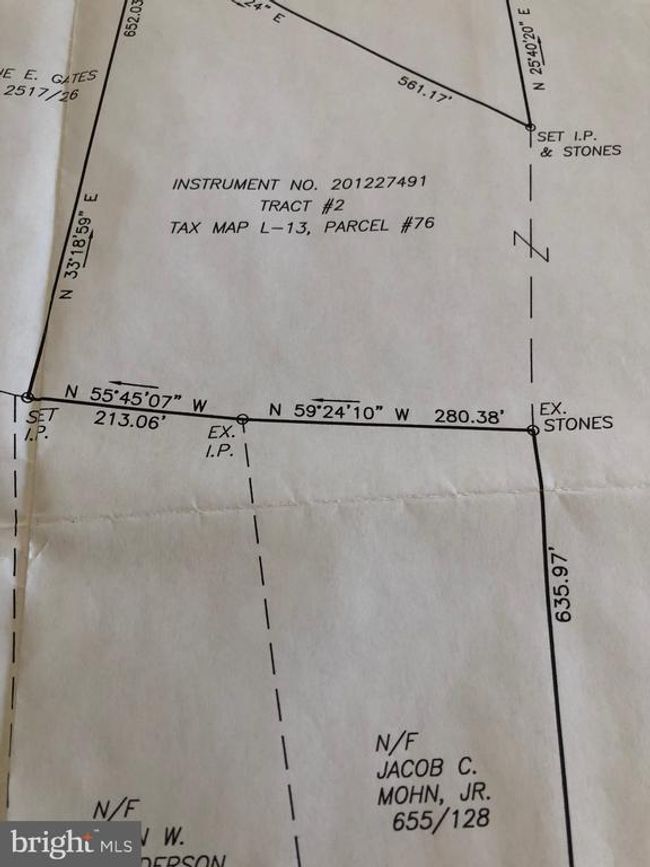 652.03
24" E
E. GATES
2517/26
561.17'
N 25°40'20" E
SET I.P.
& STONES
INSTRUMENT NO. 201227491
TRACT #2
TAX MAP L-13, PARCEL #76
N 33°18'59" E
N 55°45'07" W
213.06'
SET
I.P.
EX.
I.P.
N 59°24'10" W 280.38'
EX.
STONES
635.97'
N/F
JACOB C.
MOHN, JR.
655/128
N/F
W.
bright MLS